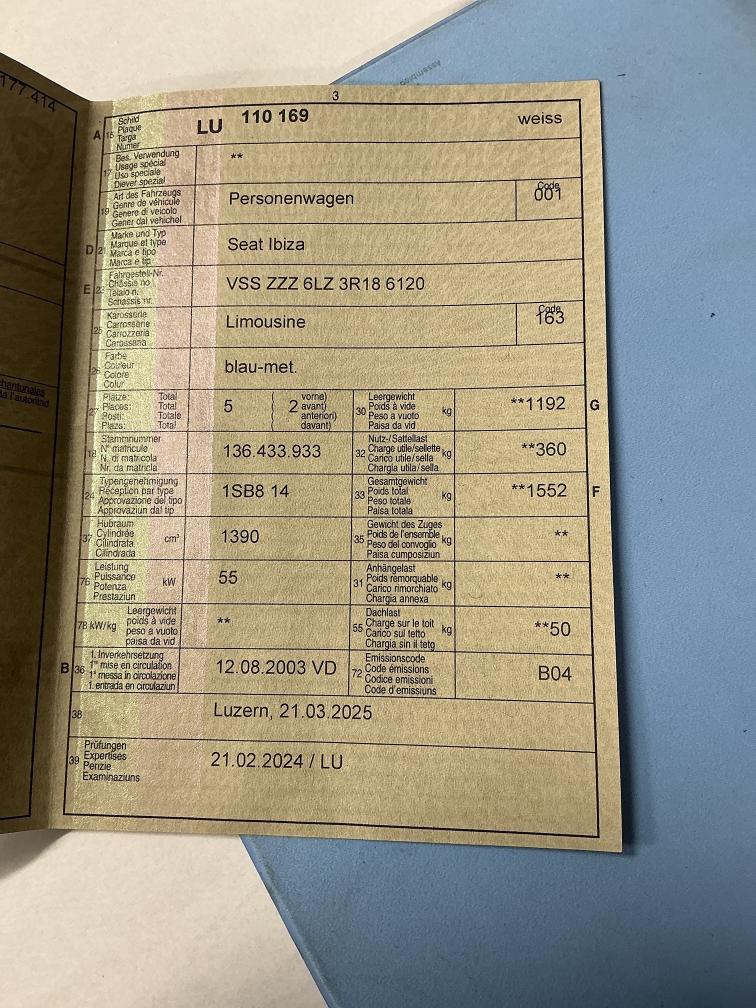 177.414
3
A 15 Schild
Plaque
Targa
Numer
LU 110 169 weiss
17 Bes. Verwendung
Usage spécial
Uso speciale
Diever spezial
**
19 Art des Fahrzeugs
Genre de véhicule
Genere di veicolo
Gener dal vehichel
Personenwagen
Code
001
D 21 Marke und Typ
Marque et type
Marca e tipo
Marca e tip
Seat Ibiza
E 23 Fahrgestell-Nr.
Châssis no
Telaio n.
Schassis nr.
VSS ZZZ 6LZ 3R18 6120
25 Karosserie
Carrosserie
Carrozzeria
Carossaria
Limousine
Code
163
26 Farbe
Couleur
Colore
Colur
blau-met.
27 Plätze: Total
Places: Total
Posti: Totale
Plazs: Total
5
( 2 vorne)
avant)
anteriori)
davant)
30 Leergewicht
Poids à vide
Peso a vuoto
Paisa da vid
kg
**1192
G
18 Stammnummer
N° matricule
N. di matricola
Nr. da matricla
136.433.933
32 Nutz-/Sattellast
Charge utile/sellette
Carico utile/sella
Chargia utila/sella
kg
**360
24 Typengenehmigung
Réception par type
Approvazione del tipo
Approvaziun dal tip
1SB8 14
33 Gesamtgewicht
Poids total
Peso totale
Paisa totala
kg
**1552
F
37 Hubraum
Cylindrée
Cilindrata
Cilindrada
cm³
1390
35 Gewicht des Zuges
Poids de l'ensemble
Peso del convoglio
Paisa cumposiziun
kg
**
76 Leistung
Puissance
Potenza
Prestaziun
kW
55
31 Anhängelast
Poids remorquable
Carico rimorchiato
Chargia annexa
kg
**
78 kW/kg
Leergewicht
poids à vide
peso a vuoto
paisa da vid
**
55 Dachlast
Charge sur le toit
Carico sul tetto
Chargia sin il tetg
kg
**50
B 36 1. Inverkehrsetzung
1re mise en circulation
1a messa in circolazione
1. entrada en circulaziun
12.08.2003 VD
72 Emissionscode
Code émissions
Codice emissioni
Code d'emissiuns
B04
38
Luzern, 21.03.2025
39 Prüfungen
Expertises
Perizie
Examinaziuns
21.02.2024 / LU